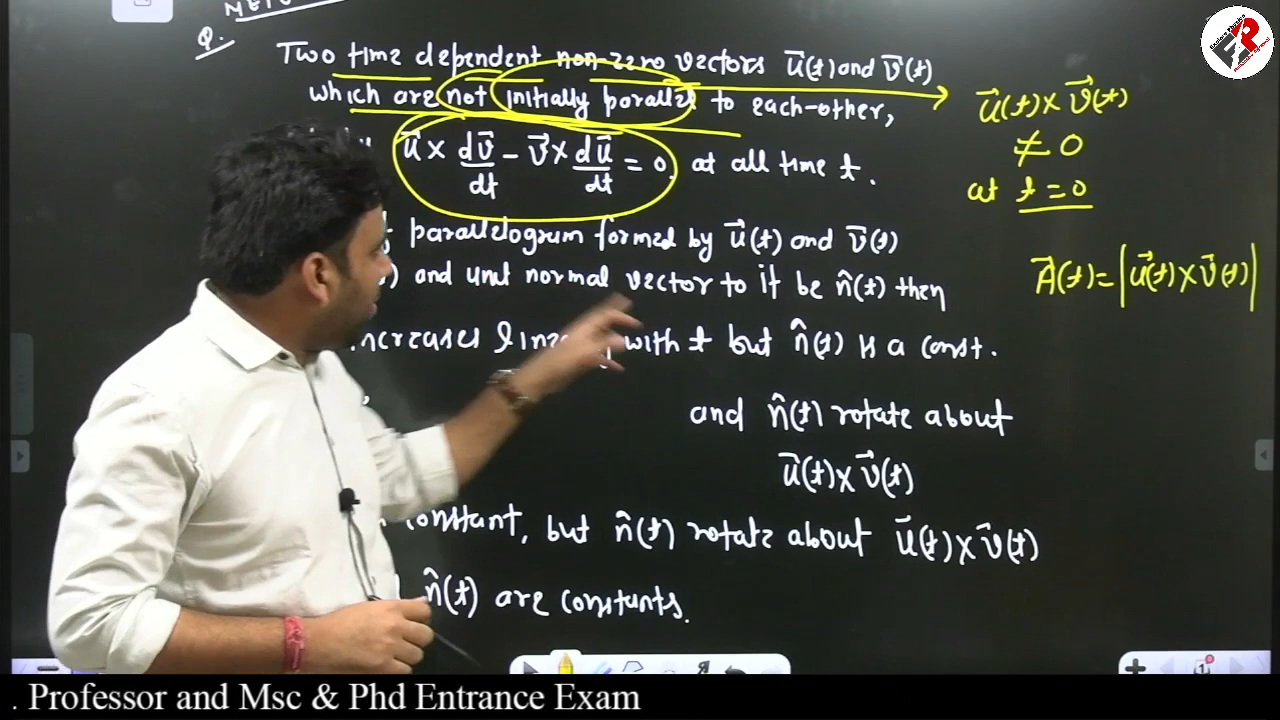 Q.
Two time dependent non-zero vectors u⃗(t) and v⃗(t)
which are not initially parallel to each-other,
u⃗ × dv⃗/dt - v⃗ × du⃗/dt = 0, at all time t.
parallelogram formed by u⃗(t) and v⃗(t)
and unit normal vector to it be n̂(t) then
increases linearly with t but n̂(t) is a const.
and n̂(t) rotate about
u⃗(t) × v⃗(t)
constant, but n̂(t) rotate about u⃗(t) × v⃗(t)
n̂(t) are constants.
u⃗(t) × v⃗(t)
≠ 0
at t = 0
A⃗(t) = |u⃗(t) × v⃗(t)|
. Professor and Msc & Phd Entrance Exam